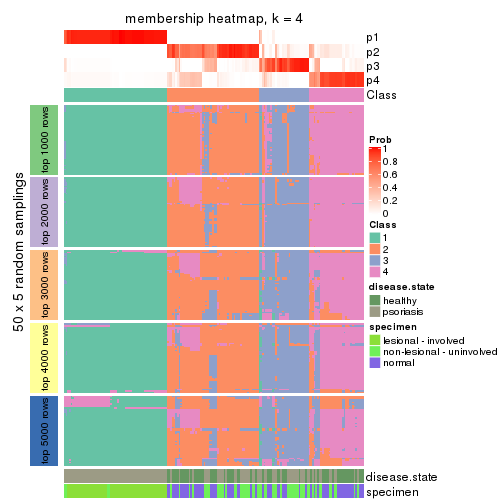 membership heatmap, k = 4
p1
p2
p3
p4
Class
50 x 5 random samplings
top 1000 rows
top 2000 rows
top 3000 rows
top 4000 rows
top 5000 rows
disease.state
specimen
Prob
1
0.8
0.6
0.4
0.2
0
Class
1
2
3
4
disease.state
healthy
psoriasis
specimen
lesional - involved
non-lesional - uninvolved
normal